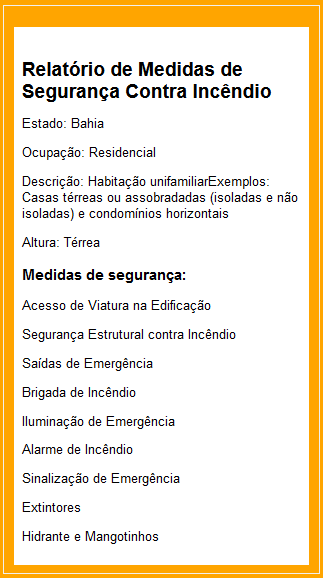 Relatório de Medidas de
Segurança Contra Incêndio
Estado: Bahia
Ocupação: Residencial
Descrição: Habitação unifamiliarExemplos:
Casas térreas ou assobradadas (isoladas e não
isoladas) e condomínios horizontais
Altura: Térrea
Medidas de segurança:
Acesso de Viatura na Edificação
Segurança Estrutural contra Incêndio
Saídas de Emergência
Brigada de Incêndio
Iluminação de Emergência
Alarme de Incêndio
Sinalização de Emergência
Extintores
Hidrante e Mangotinhos